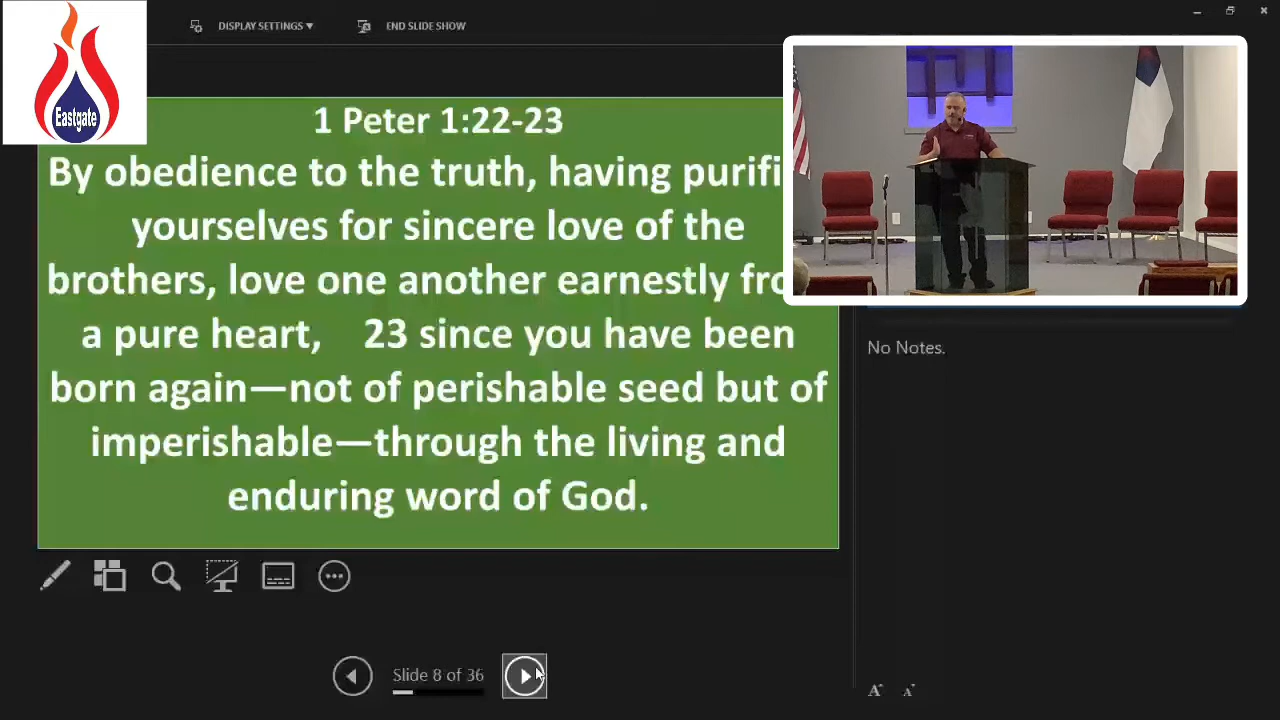 DISPLAY SETTINGS ▼
END SLIDE SHOW
Eastgate
1 Peter 1:22-23
By obedience to the truth, having purifi
yourselves for sincere love of the
brothers, love one another earnestly fro
a pure heart, 23 since you have been
born again—not of perishable seed but of
imperishable—through the living and
enduring word of God.
No Notes.
Slide 8 of 36
A A